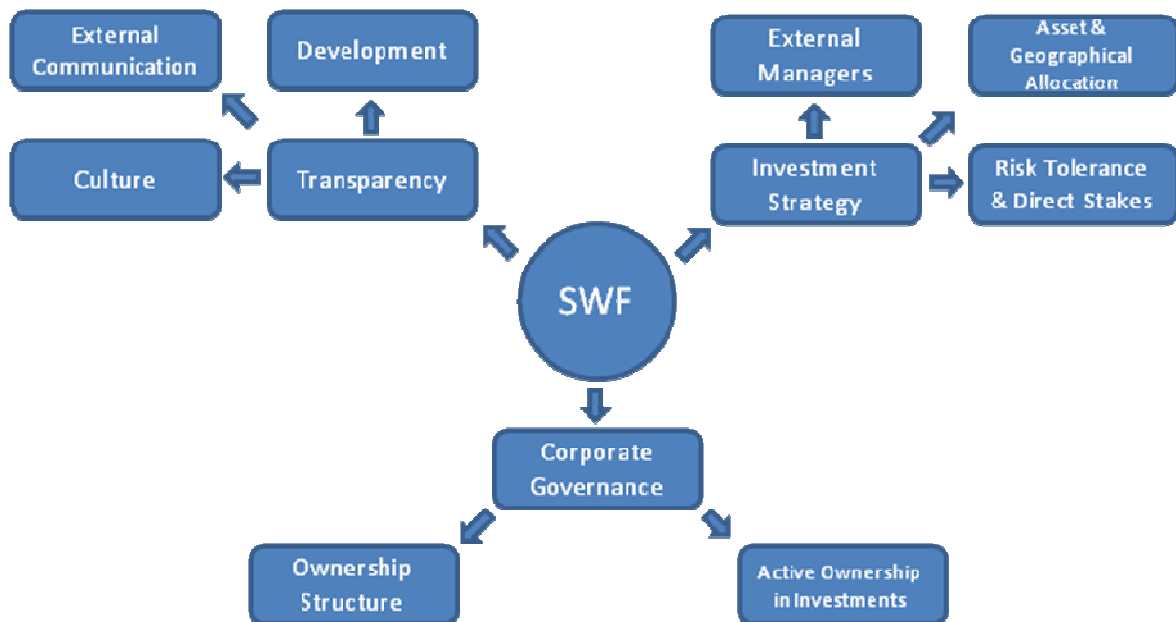 External
Communication
Development
External
Managers
Asset &
Geographical
Allocation
Culture
Transparency
Investment
Strategy
Risk Tolerance
& Direct Stakes
SWF
Corporate
Governance
Ownership
Structure
Active Ownership
in Investments